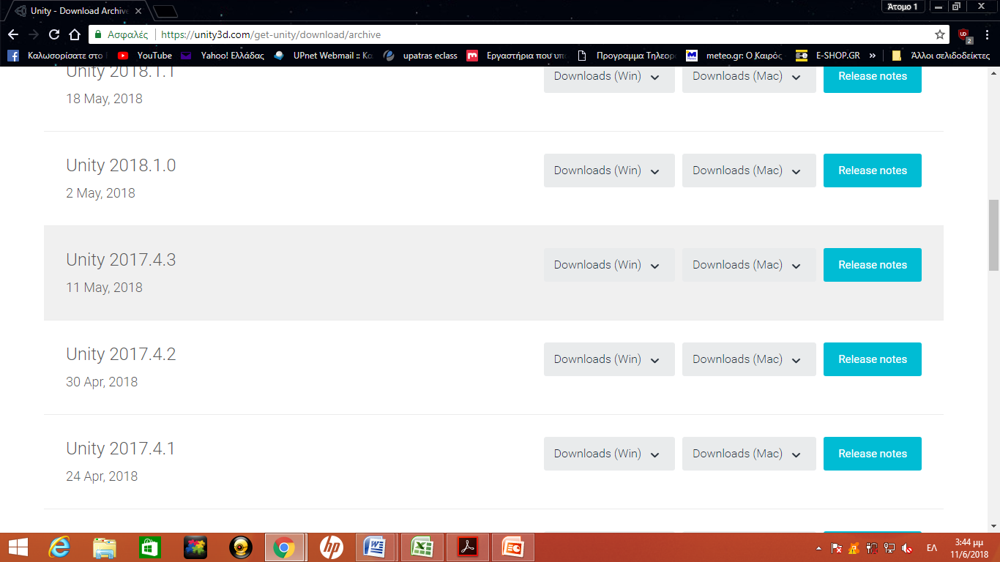 Unity - Download Archive
Άτομο 1
Ασφαλές
https://unity3d.com/get-unity/download/archive
2
Καλωσορίσατε στο
YouTube
Yahoo! Ελλάδας
UPnet Webmail :: Κα
upatras eclass
Εργαστήρια που υπο
Προγραμμα Τηλεορ
meteo.gr: Ο Καιρός
E-SHOP.GR
»
Άλλοι σελιδοδείκτες
Unity 2018.1.1
18 May, 2018
Downloads (Win)
Downloads (Mac)
Release notes
Unity 2018.1.0
2 May, 2018
Downloads (Win)
Downloads (Mac)
Release notes
Unity 2017.4.3
11 May, 2018
Downloads (Win)
Downloads (Mac)
Release notes
Unity 2017.4.2
30 Apr, 2018
Downloads (Win)
Downloads (Mac)
Release notes
Unity 2017.4.1
24 Apr, 2018
Downloads (Win)
Downloads (Mac)
Release notes
ΕΛ
3:44 μμ
11/6/2018